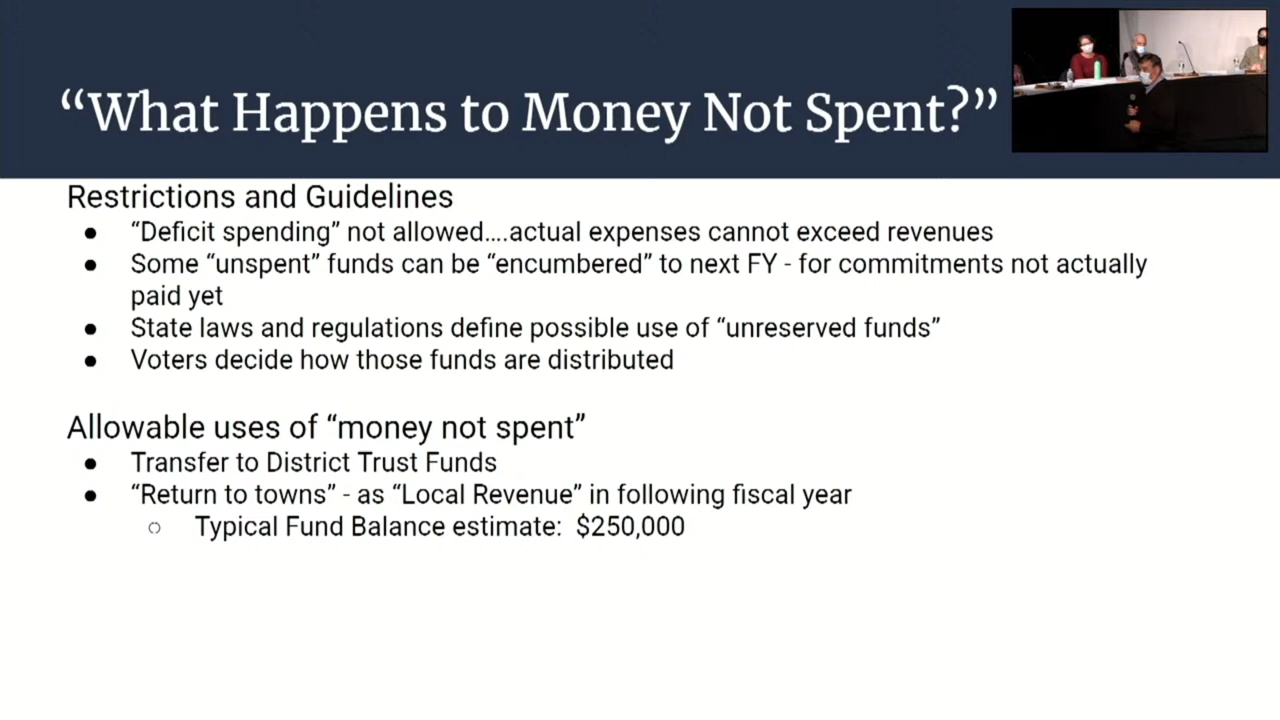 “What Happens to Money Not Spent?”
Restrictions and Guidelines
● “Deficit spending” not allowed....actual expenses cannot exceed revenues
● Some “unspent” funds can be “encumbered” to next FY - for commitments not actually
paid yet
● State laws and regulations define possible use of “unreserved funds”
● Voters decide how those funds are distributed
Allowable uses of “money not spent”
● Transfer to District Trust Funds
● “Return to towns” - as “Local Revenue” in following fiscal year
○ Typical Fund Balance estimate: $250,000